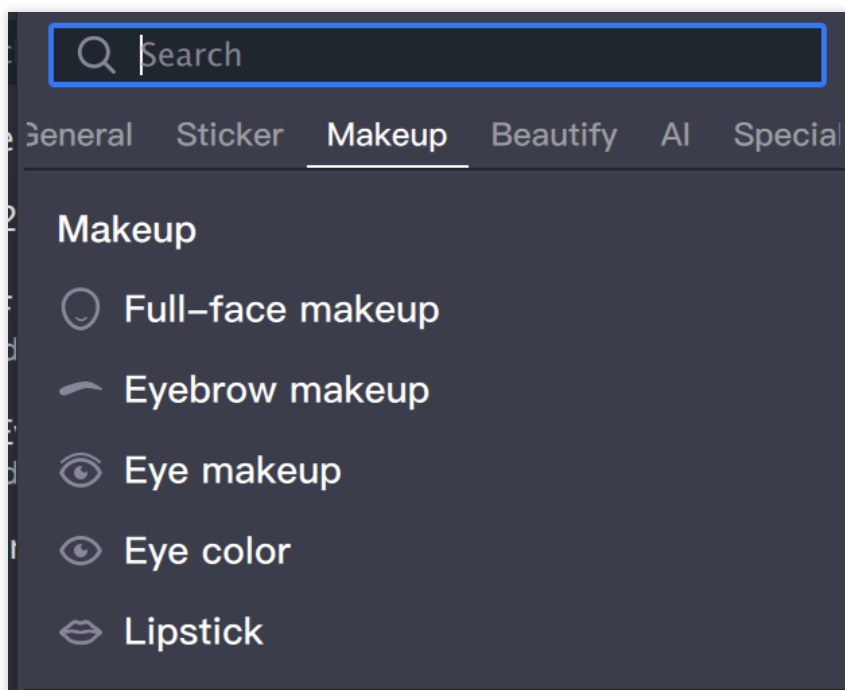 Search
General Sticker Makeup Beautify AI Special
Makeup
Full-face makeup
Eyebrow makeup
Eye makeup
Eye color
Lipstick